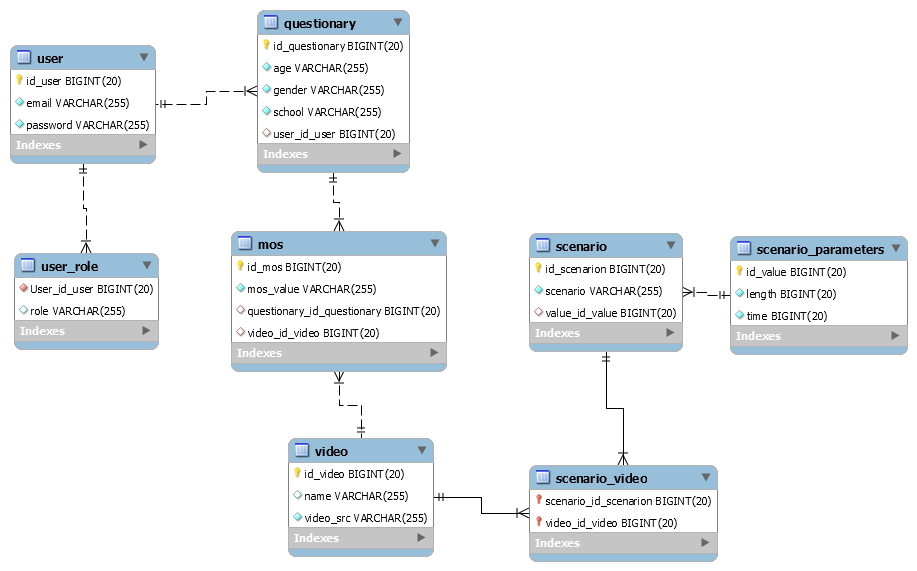 user
id_user BIGINT(20)
email VARCHAR(255)
password VARCHAR(255)
Indexes
questionary
id_questionary BIGINT(20)
age VARCHAR(255)
gender VARCHAR(255)
school VARCHAR(255)
user_id_user BIGINT(20)
Indexes
user_role
User_id_user BIGINT(20)
role VARCHAR(255)
Indexes
mos
id_mos BIGINT(20)
mos_value VARCHAR(255)
questionary_id_questionary BIGINT(20)
video_id_video BIGINT(20)
Indexes
scenario
id_scenarion BIGINT(20)
scenario VARCHAR(255)
value_id_value BIGINT(20)
Indexes
scenario_parameters
id_value BIGINT(20)
length BIGINT(20)
time BIGINT(20)
Indexes
video
id_video BIGINT(20)
name VARCHAR(255)
video_src VARCHAR(255)
Indexes
scenario_video
scenario_id_scenarion BIGINT(20)
video_id_video BIGINT(20)
Indexes